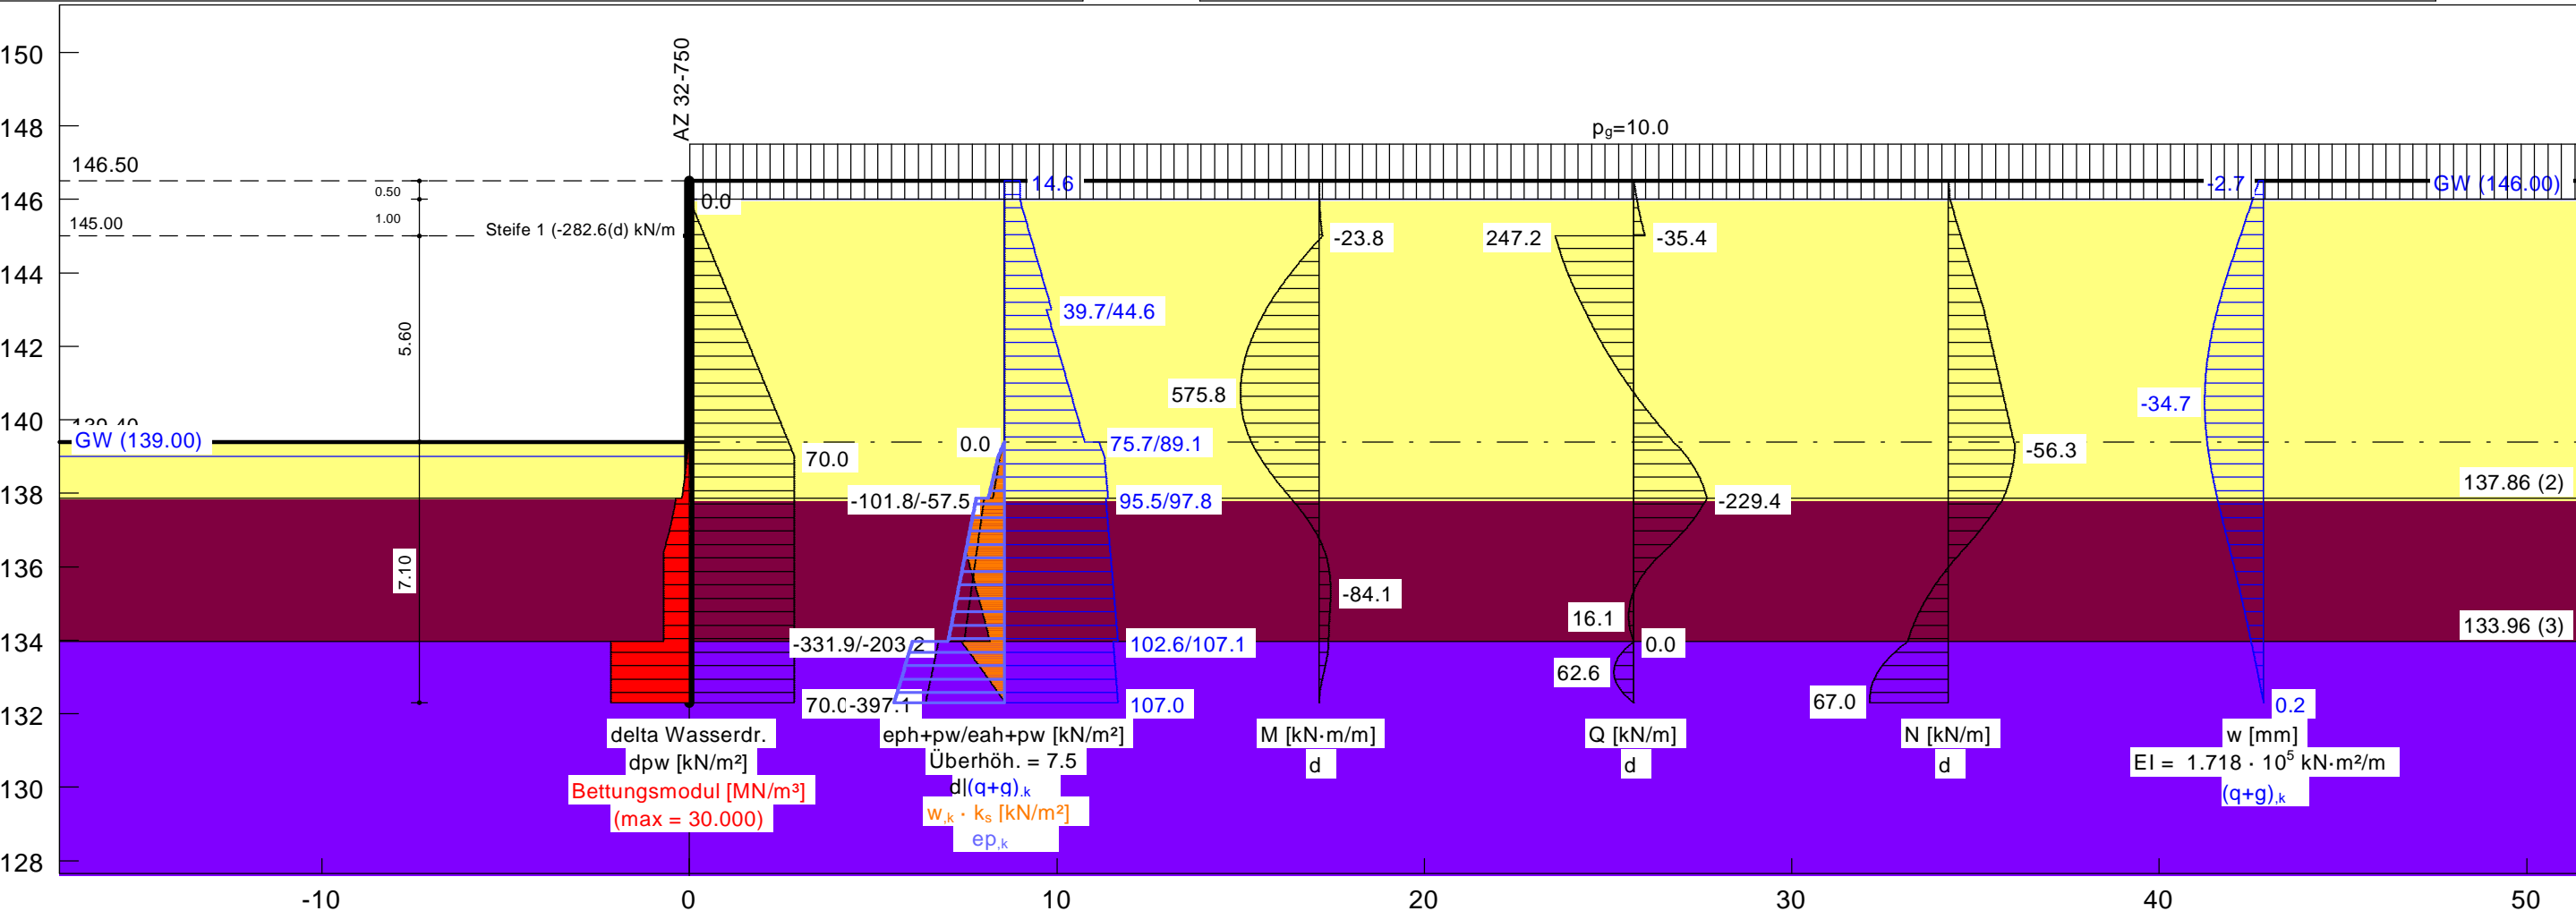 AZ 32-750
150
148
146
144
142
140
138
136
134
132
130
128
p_g=10.0
146.50
0.50
1.00
145.00
Steife 1 (-282.6(d) kN/m
5.60
7.10
139.40
GW (139.00)
0.0
14.6
-2.7
GW (146.00)
-23.8
247.2
-35.4
39.7/44.6
575.8
-34.7
0.0
75.7/89.1
-56.3
70.0
137.86 (2)
-101.8/-57.5
95.5/97.8
-229.4
-84.1
16.1
133.96 (3)
-331.9/-203.2
102.6/107.1
0.0
62.6
67.0
70.0
-397.1
107.0
0.2
delta Wasserdr.
dpw [kN/m²]
Bettungsmodul [MN/m³]
(max = 30.000)
eph+pw/eah+pw [kN/m²]
Überhöh. = 7.5
d|(q+g),k
w,k · ks [kN/m²]
ep,k
M [kN·m/m]
d
Q [kN/m]
d
N [kN/m]
d
w [mm]
EI = 1.718 · 10⁵ kN·m²/m
(q+g),k
-10
0
10
20
30
40
50